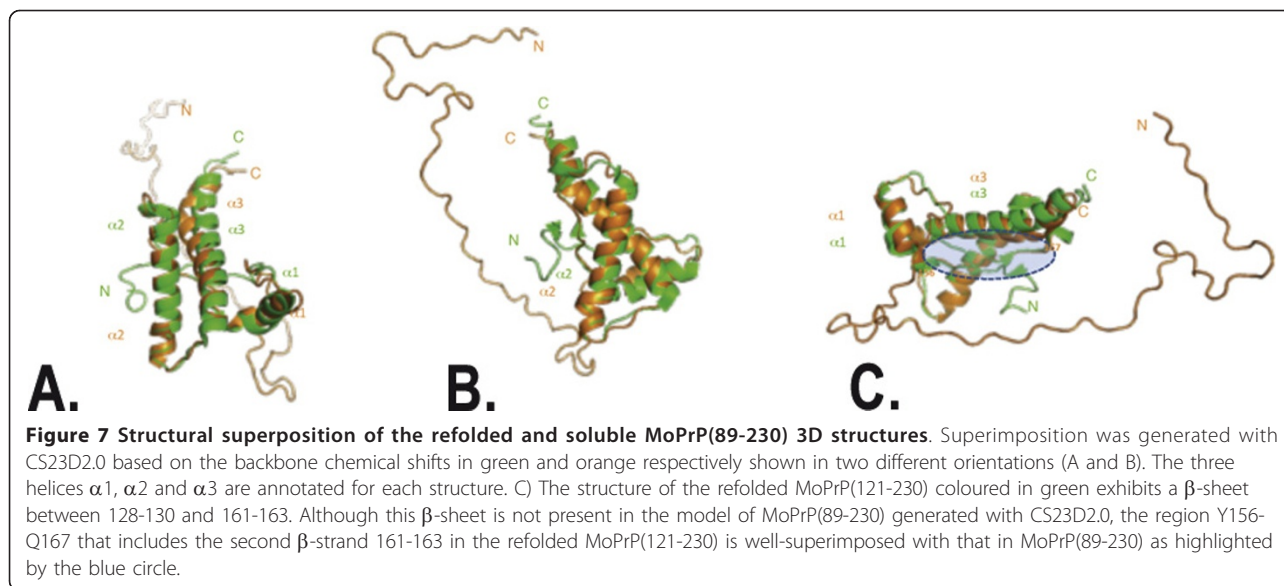 N
C
C
α3
α2
α3
α1
N
α1
α2
A.
N
C
C
N
α2
α2
B.
N
α3
α3
C
α1
C
α1
N
C.
Figure 7 Structural superposition of the refolded and soluble MoPrP(89-230) 3D structures. Superimposition was generated with
CS23D2.0 based on the backbone chemical shifts in green and orange respectively shown in two different orientations (A and B). The three
helices α1, α2 and α3 are annotated for each structure. C) The structure of the refolded MoPrP(121-230) coloured in green exhibits a β-sheet
between 128-130 and 161-163. Although this β-sheet is not present in the model of MoPrP(89-230) generated with CS23D2.0, the region Y156-
Q167 that includes the second β-strand 161-163 in the refolded MoPrP(121-230) is well-superimposed with that in MoPrP(89-230) as highlighted
by the blue circle.